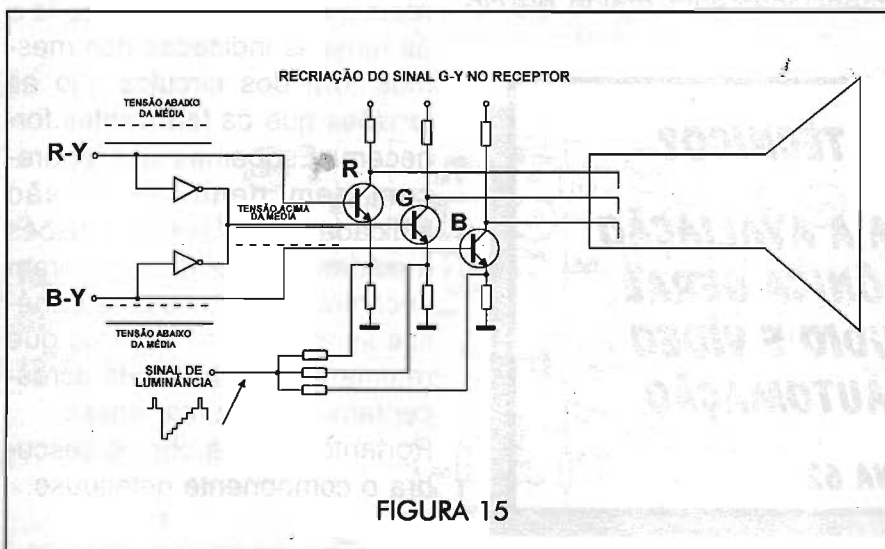 RECRIAÇÃO DO SINAL G-Y NO RECEPTOR
TENSÃO ABAIXO
DA MÉDIA
R-Y
R
TENSÃO ACIMA
DA MÉDIA
G
B
B-Y
TENSÃO ABAIXO
DA MÉDIA
SINAL DE
LUMINÂNCIA
FIGURA 15